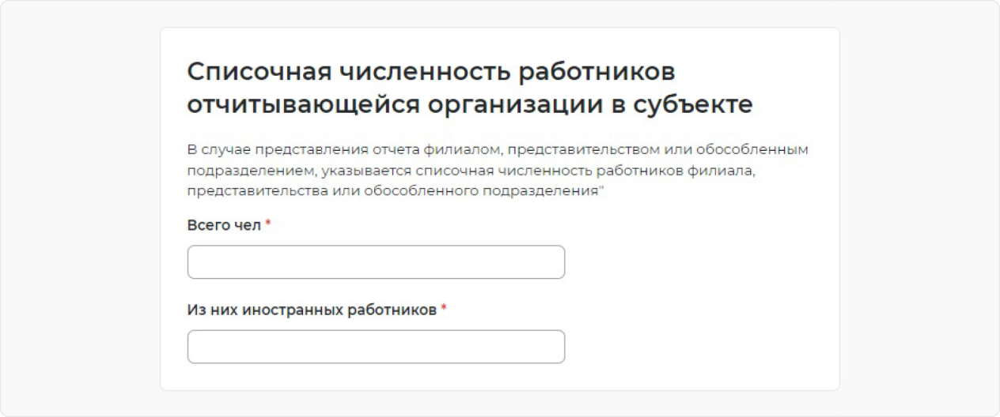 Списочная численность работников
отчитывающейся организации в субъекте
В случае представления отчета филиалом, представительством или обособленным
подразделением, указывается списочная численность работников филиала,
представительства или обособленного подразделения"
Всего чел *
Из них иностранных работников *